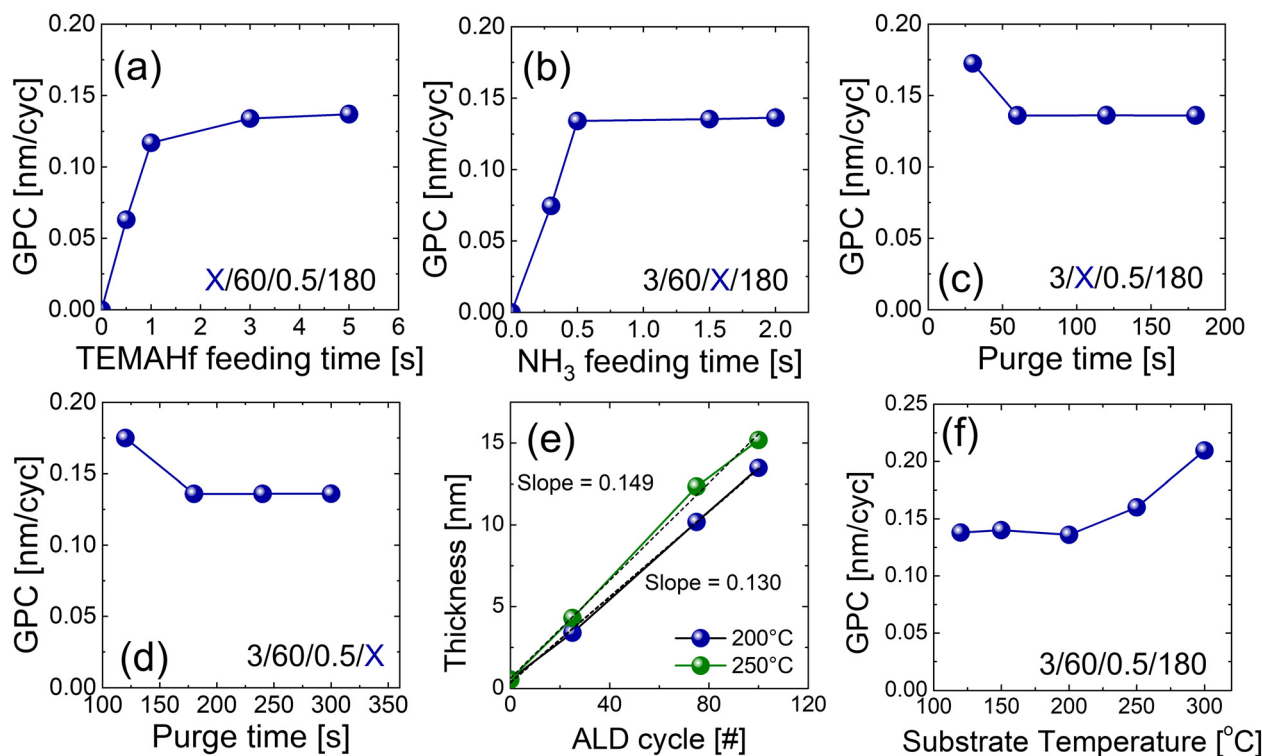 (a)
GPC [nm/cyc]
0.20
0.15
0.10
0.05
0.00
X/60/0.5/180
0 1 2 3 4 5 6
TEMAHf feeding time [s]
(b)
GPC [nm/cyc]
0.20
0.15
0.10
0.05
0.00
3/60/X/180
0.0 0.5 1.0 1.5 2.0
NH₃ feeding time [s]
(c)
GPC [nm/cyc]
0.20
0.15
0.10
0.05
0.00
3/X/0.5/180
0 50 100 150 200
Purge time [s]
(d)
GPC [nm/cyc]
0.20
0.15
0.10
0.05
0.00
3/60/0.5/X
100 150 200 250 300 350
Purge time [s]
(e)
Thickness [nm]
15
10
5
0
Slope = 0.149
Slope = 0.130
200°C
250°C
0 40 80 120
ALD cycle [#]
(f)
GPC [nm/cyc]
0.25
0.20
0.15
0.10
0.05
0.00
3/60/0.5/180
100 150 200 250 300
Substrate Temperature [°C]